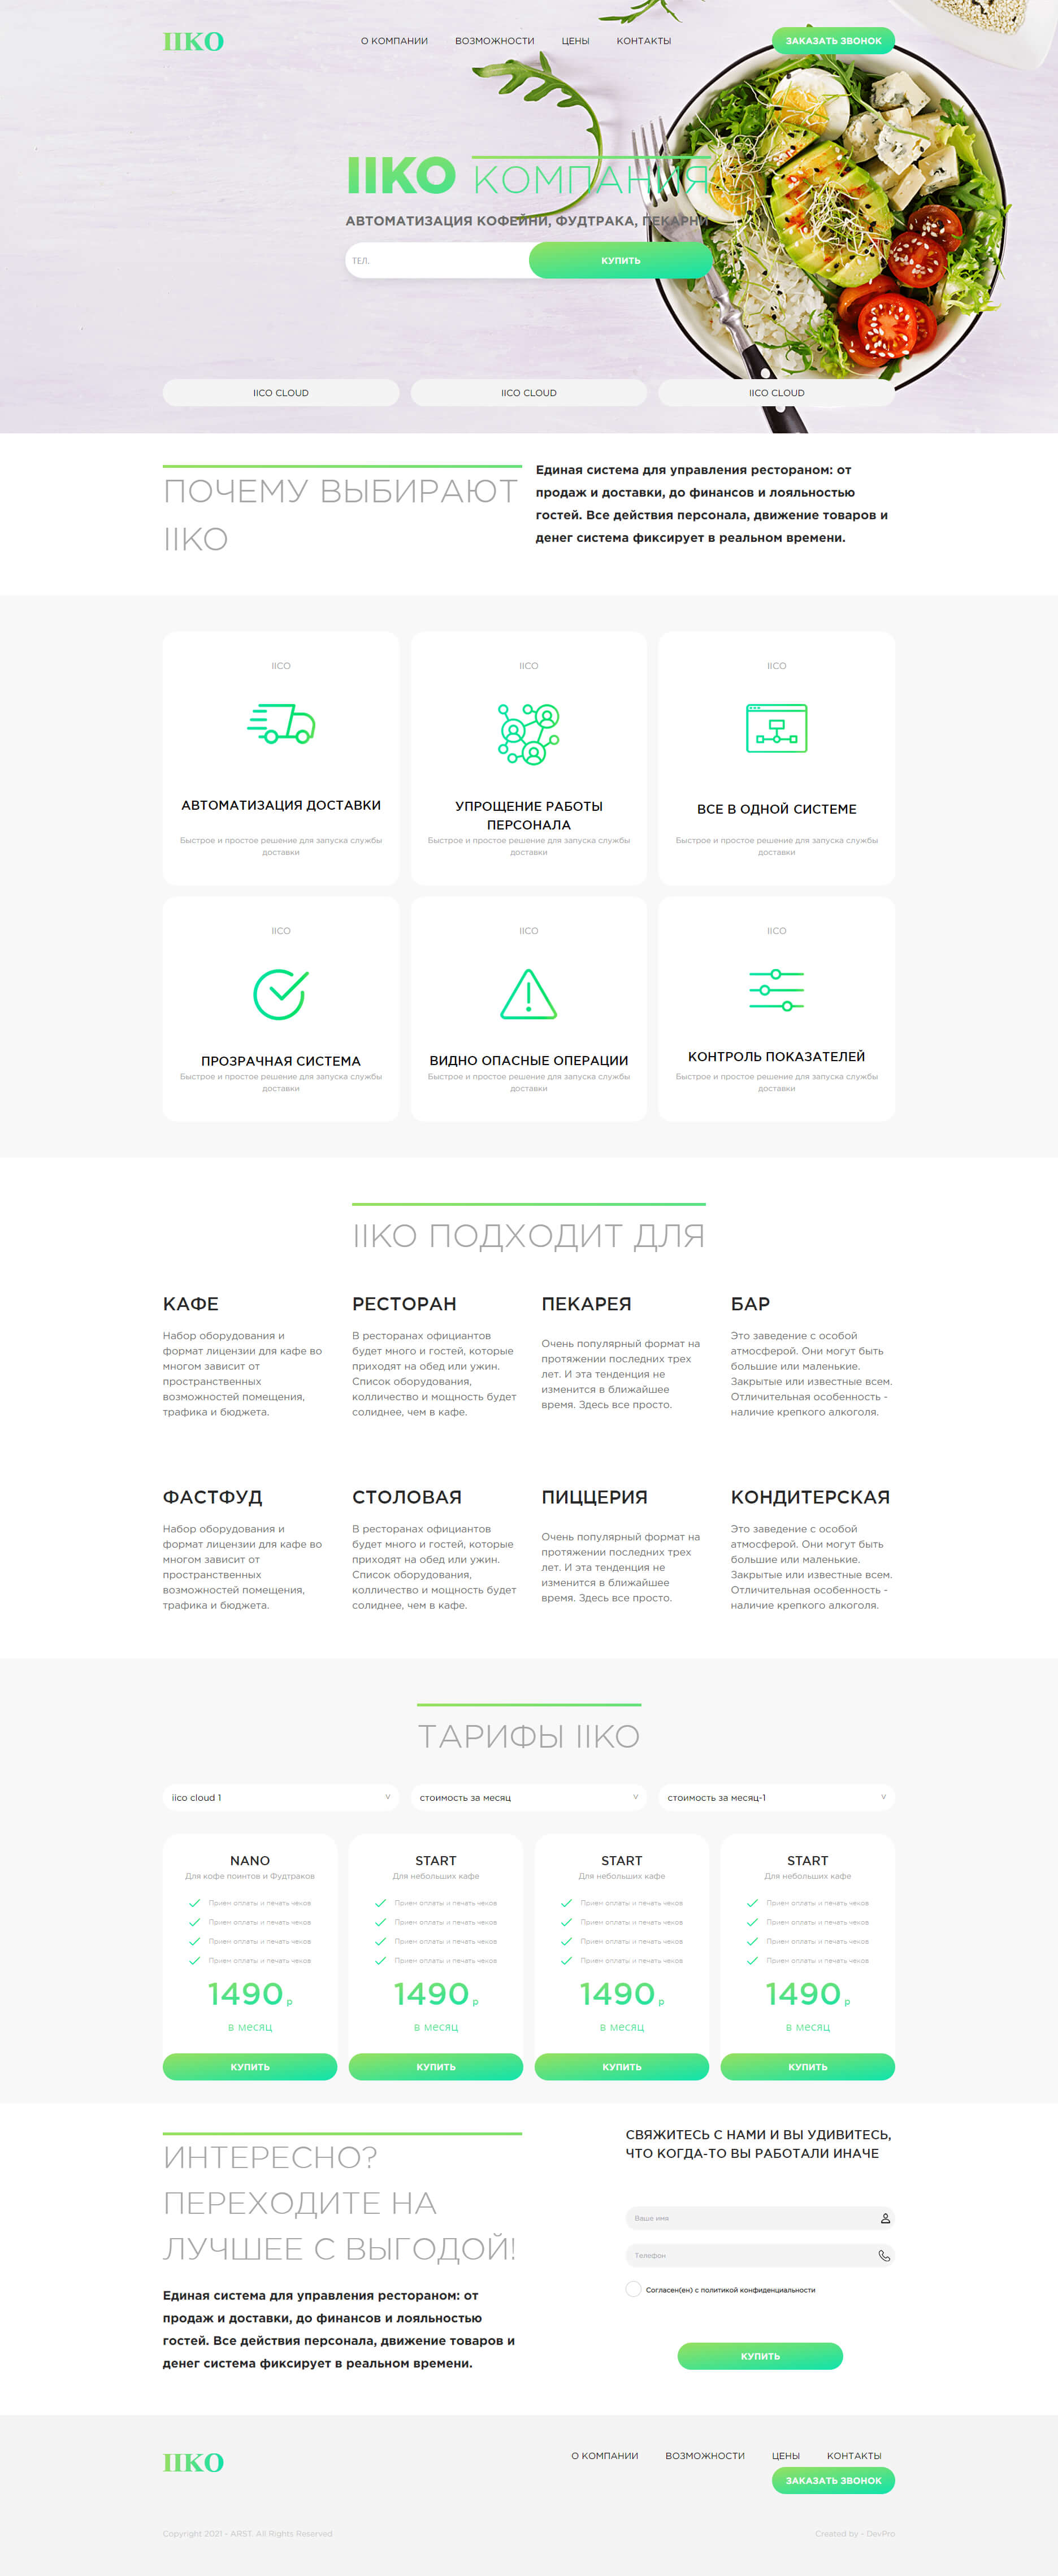 IIKO
О КОМПАНИИ
ВОЗМОЖНОСТИ
ЦЕНЫ
КОНТАКТЫ
ЗАКАЗАТЬ ЗВОНОК
IIKO КОМПАНИЯ
АВТОМАТИЗАЦИЯ КОФЕЙНИ, ФУДТРАКА, ПЕКАРНИ
ТЕЛ.
КУПИТЬ
IICO CLOUD
IICO CLOUD
IICO CLOUD
ПОЧЕМУ ВЫБИРАЮТ
IIKO
Единая система для управления рестораном: от
продаж и доставки, до финансов и лояльностью
гостей. Все действия персонала, движение товаров и
денег система фиксирует в реальном времени.
IICO
АВТОМАТИЗАЦИЯ ДОСТАВКИ
Быстрое и простое решение для запуска службы
доставки
IICO
УПРОЩЕНИЕ РАБОТЫ
ПЕРСОНАЛА
Быстрое и простое решение для запуска службы
доставки
IICO
ВСЕ В ОДНОЙ СИСТЕМЕ
Быстрое и простое решение для запуска службы
доставки
IICO
ПРОЗРАЧНАЯ СИСТЕМА
Быстрое и простое решение для запуска службы
доставки
IICO
ВИДНО ОПАСНЫЕ ОПЕРАЦИИ
Быстрое и простое решение для запуска службы
доставки
IICO
КОНТРОЛЬ ПОКАЗАТЕЛЕЙ
Быстрое и простое решение для запуска службы
доставки
IIKO ПОДХОДИТ ДЛЯ
КАФЕ
Набор оборудования и
формат лицензии для кафе во
многом зависит от
пространственных
возможностей помещения,
трафика и бюджета.
РЕСТОРАН
В ресторанах официантов
будет много и гостей, которые
приходят на обед или ужин.
Список оборудования,
колличество и мощность будет
солиднее, чем в кафе.
ПЕКАРЕЯ
Очень популярный формат на
протяжении последних трех
лет. И эта тенденция не
изменится в ближайшее
время. Здесь все просто.
БАР
Это заведение с особой
атмосферой. Они могут быть
большие или маленькие.
Закрытые или известные всем.
Отличительная особенность -
наличие крепкого алкоголя.
ФАСТФУД
Набор оборудования и
формат лицензии для кафе во
многом зависит от
пространственных
возможностей помещения,
трафика и бюджета.
СТОЛОВАЯ
В ресторанах официантов
будет много и гостей, которые
приходят на обед или ужин.
Список оборудования,
колличество и мощность будет
солиднее, чем в кафе.
ПИЦЦЕРИЯ
Очень популярный формат на
протяжении последних трех
лет. И эта тенденция не
изменится в ближайшее
время. Здесь все просто.
КОНДИТЕРСКАЯ
Это заведение с особой
атмосферой. Они могут быть
большие или маленькие.
Закрытые или известные всем.
Отличительная особенность -
наличие крепкого алкоголя.
ТАРИФЫ IIKO
iico cloud 1
стоимость за месяц
стоимость за месяц-1
NANO
Для кофе поинтов и Фудтраков
Прием оплаты и печать чеков
Прием оплаты и печать чеков
Прием оплаты и печать чеков
Прием оплаты и печать чеков
1490 р
в месяц
КУПИТЬ
START
Для небольших кафе
Прием оплаты и печать чеков
Прием оплаты и печать чеков
Прием оплаты и печать чеков
Прием оплаты и печать чеков
1490 р
в месяц
КУПИТЬ
START
Для небольших кафе
Прием оплаты и печать чеков
Прием оплаты и печать чеков
Прием оплаты и печать чеков
Прием оплаты и печать чеков
1490 р
в месяц
КУПИТЬ
START
Для небольших кафе
Прием оплаты и печать чеков
Прием оплаты и печать чеков
Прием оплаты и печать чеков
Прием оплаты и печать чеков
1490 р
в месяц
КУПИТЬ
ИНТЕРЕСНО?
ПЕРЕХОДИТЕ НА
ЛУЧШЕЕ С ВЫГОДОЙ!
Единая система для управления рестораном: от
продаж и доставки, до финансов и лояльностью
гостей. Все действия персонала, движение товаров и
денег система фиксирует в реальном времени.
СВЯЖИТЕСЬ С НАМИ И ВЫ УДИВИТЕСЬ,
ЧТО КОГДА-ТО ВЫ РАБОТАЛИ ИНАЧЕ
Ваше имя
Телефон
Согласен(ен) с политикой конфиденциальности
КУПИТЬ
IIKO
О КОМПАНИИ
ВОЗМОЖНОСТИ
ЦЕНЫ
КОНТАКТЫ
ЗАКАЗАТЬ ЗВОНОК
Copyright 2021 - ARST. All Rights Reserved
Created by - DevPro